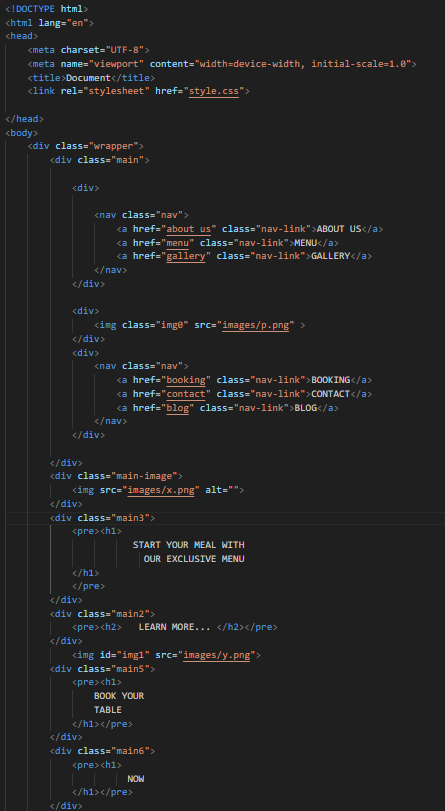 <!DOCTYPE html>
<html lang="en">
<head>
    <meta charset="UTF-8">
    <meta name="viewport" content="width=device-width, initial-scale=1.0">
    <title>Document</title>
    <link rel="stylesheet" href="style.css">
</head>
<body>
    <div class="wrapper">
        <div class="main">
            <div>
                <nav class="nav">
                    <a href="about us" class="nav-link">ABOUT US</a>
                    <a href="menu" class="nav-link">MENU</a>
                    <a href="gallery" class="nav-link">GALLERY</a>
                </nav>
            </div>
            <div>
                <img class="img0" src="images/p.png" >
            </div>
            <div>
                <nav class="nav">
                    <a href="booking" class="nav-link">BOOKING</a>
                    <a href="contact" class="nav-link">CONTACT</a>
                    <a href="blog" class="nav-link">BLOG</a>
                </nav>
            </div>
        </div>
        <div class="main-image">
            <img src="images/x.png" alt="">
        </div>
        <div class="main3">
            <pre><h1>
                       START YOUR MEAL WITH
                         OUR EXCLUSIVE MENU
            </h1>
            </pre>
        </div>
        <div class="main2">
            <pre><h2>   LEARN MORE... </h2></pre>
        </div>
            <img id="img1" src="images/y.png">
        <div class="main5">
            <pre><h1>
                BOOK YOUR
                TABLE
            </h1></pre>
        </div>
        <div class="main6">
            <pre><h1>
                      NOW
            </h1></pre>
        </div>